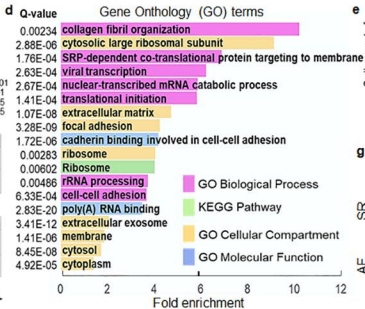 d Gene Onthology (GO) terms e
Q-value
0.00234 collagen fibril organization
2.88E-06 cytosolic large ribosomal subunit
1.76E-04 SRP-dependent co-translational protein targeting to membrane
2.63E-04 viral transcription
2.67E-04 nuclear-transcribed mRNA catabolic process
1.41E-04 translational initiation
1.07E-08 extracellular matrix
3.28E-09 focal adhesion
1.72E-06 cadherin binding involved in cell-cell adhesion
0.00283 ribosome
0.00602 Ribosome
0.00486 rRNA processing
6.33E-04 cell-cell adhesion
2.83E-20 poly(A) RNA binding
3.41E-12 extracellular exosome
1.41E-06 membrane
8.45E-08 cytosol
4.92E-05 cytoplasm
GO Biological Process
KEGG Pathway
GO Cellular Compartment
GO Molecular Function
0 2 4 6 8 10 12
Fold enrichment
g